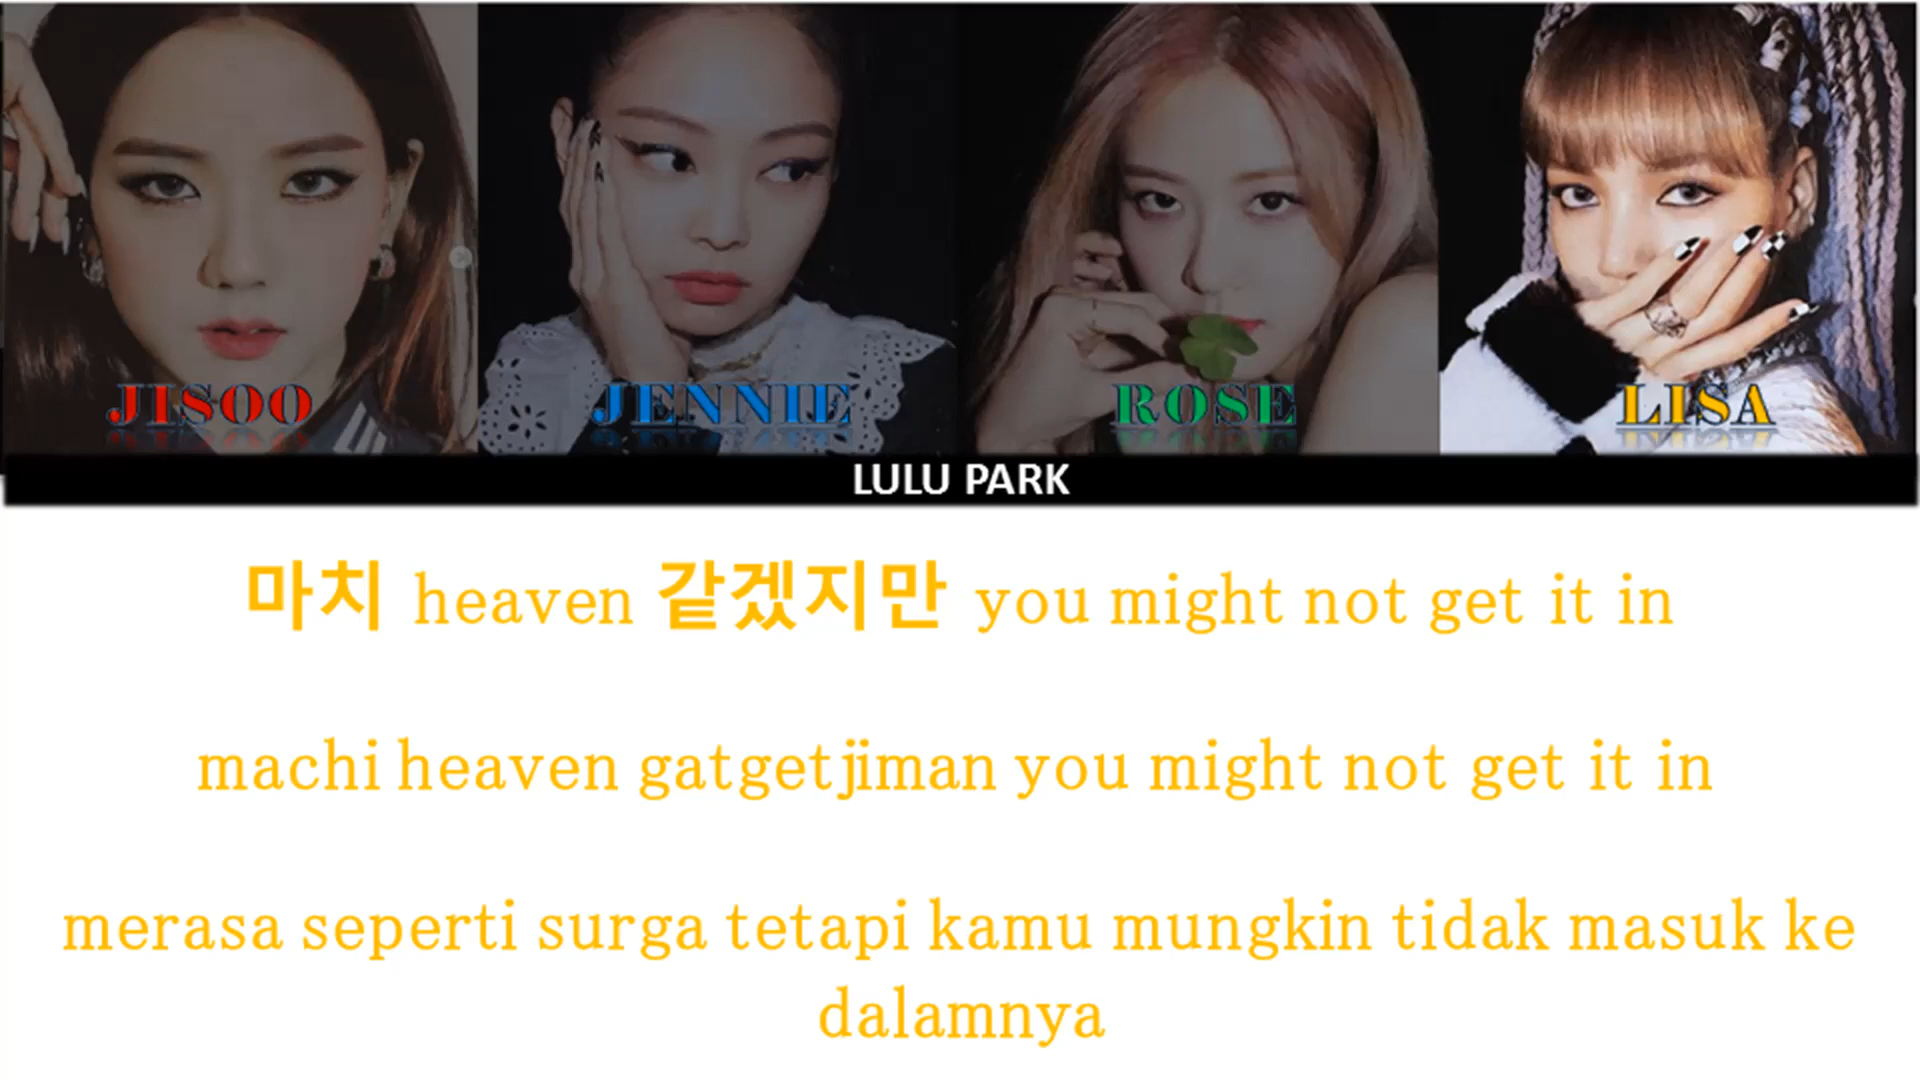 JISOO
JENNIE
ROSE
LISA
LULU PARK
마치 heaven 같겠지만 you might not get it in
machi heaven gatgetjiman you might not get it in
merasa seperti surga tetapi kamu mungkin tidak masuk ke
dalamnya